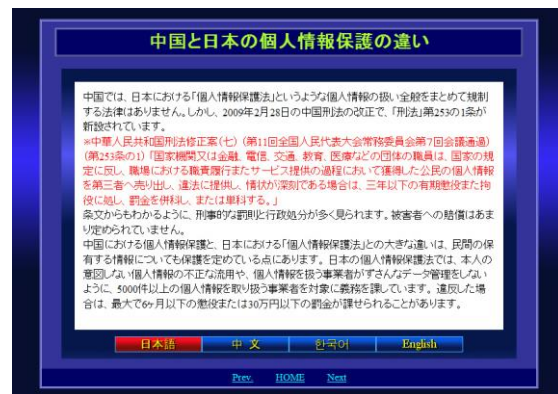 中国と日本の個人情報保護の違い
中国では、日本における「個人情報保護法」というような個人情報の扱い全般をまとめて規制
する法律はありません。しかし、2009年2月28日の中国刑法の改正で、「刑法」第253の1条が
新設されています。
※中華人民共和国刑法修正案(七)(第11回全国人民代表大会常務委員会第7回会議通過)
(第253条の1)「国家機関又は金融、電信、交通、教育、医療などの団体の職員は、国家の規
定に反し、職場における職責履行またサービス提供の過程において獲得した公民の個人情報
を第三者へ売り出し、違法に提供し、情状が深刻である場合は、三年以下の有期懲役また拘
役に処し、罰金を併科し、または単科する。」
条文からもわかるように、刑事的な罰則と行政処分が多く見られます。被害者への賠償はあま
り定められていません。
中国における個人情報保護と、日本における「個人情報保護法」との大きな違いは、民間の保
有する情報についても保護を定めている点にあります。日本の個人情報保護法では、本人の
意図しない個人情報の不正な流用や、個人情報を扱う事業者がずさんなデータ管理をしない
ように、5000件以上の個人情報を取り扱う事業者を対象に義務を課しています。違反した場
合は、最大で6ヶ月以下の懲役または30万円以下の罰金が課せられることがあります。
日本語 中 文 한국어 English
Prev. HOME Next